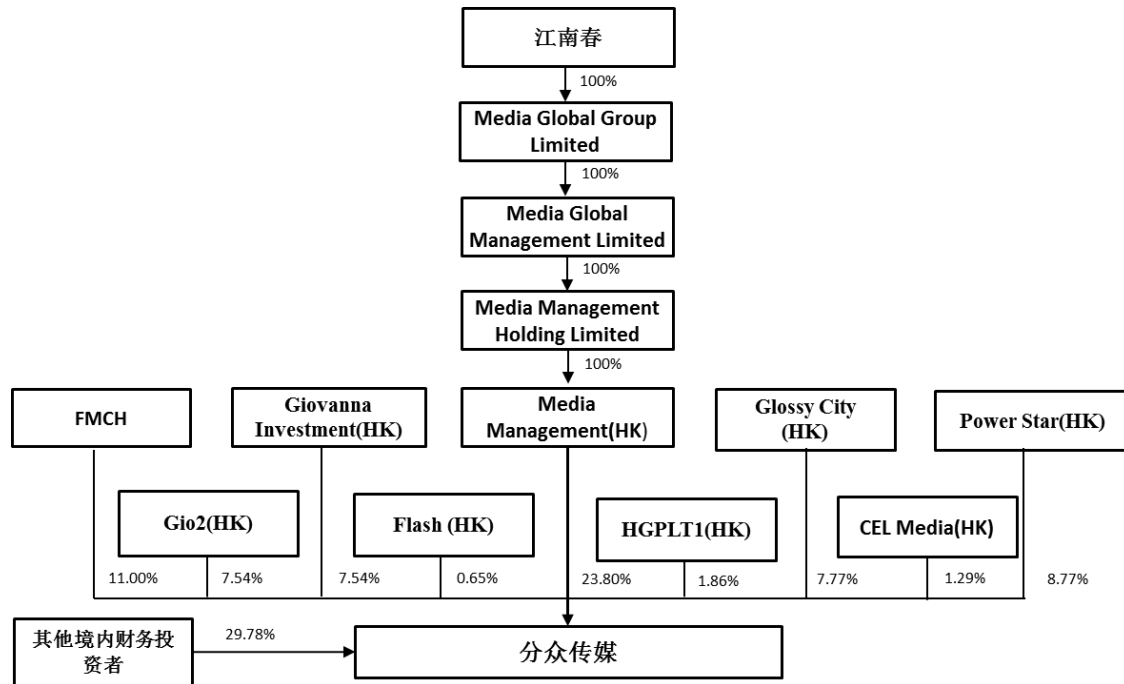 江南春
100%
Media Global Group
Limited
100%
Media Global
Management Limited
100%
Media Management
Holding Limited
100%
FMCH
Giovanna
Investment(HK)
Media
Management(HK)
Glossy City
(HK)
Power Star(HK)
Gio2(HK)
Flash (HK)
HGPLT1(HK)
CEL Media(HK)
11.00%
7.54%
7.54%
0.65%
23.80%
1.86%
7.77%
1.29%
8.77%
其他境内财务投
资者
29.78%
分众传媒